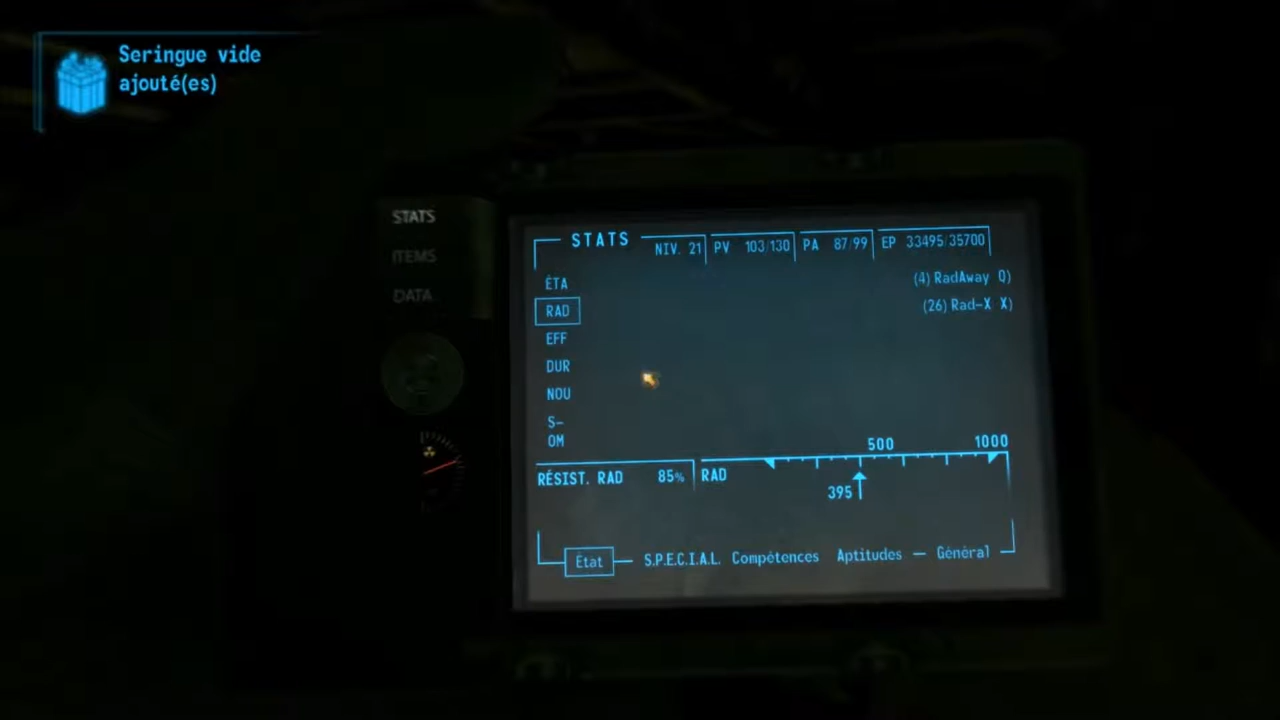 Seringue vide
ajouté(es)
STATS
ITEMS
DATA
STATS NIV. 21 PV 103/130 PA 87/99 EP 33495/35700
ÉTA
RAD
EFF
DUR
NOU
S-
OM
(4) RadAway Q)
(26) Rad-X X)
RÉSIST. RAD 85%
RAD
500 1000
395
État S.P.E.C.I.A.L. Compétences Aptitudes Général